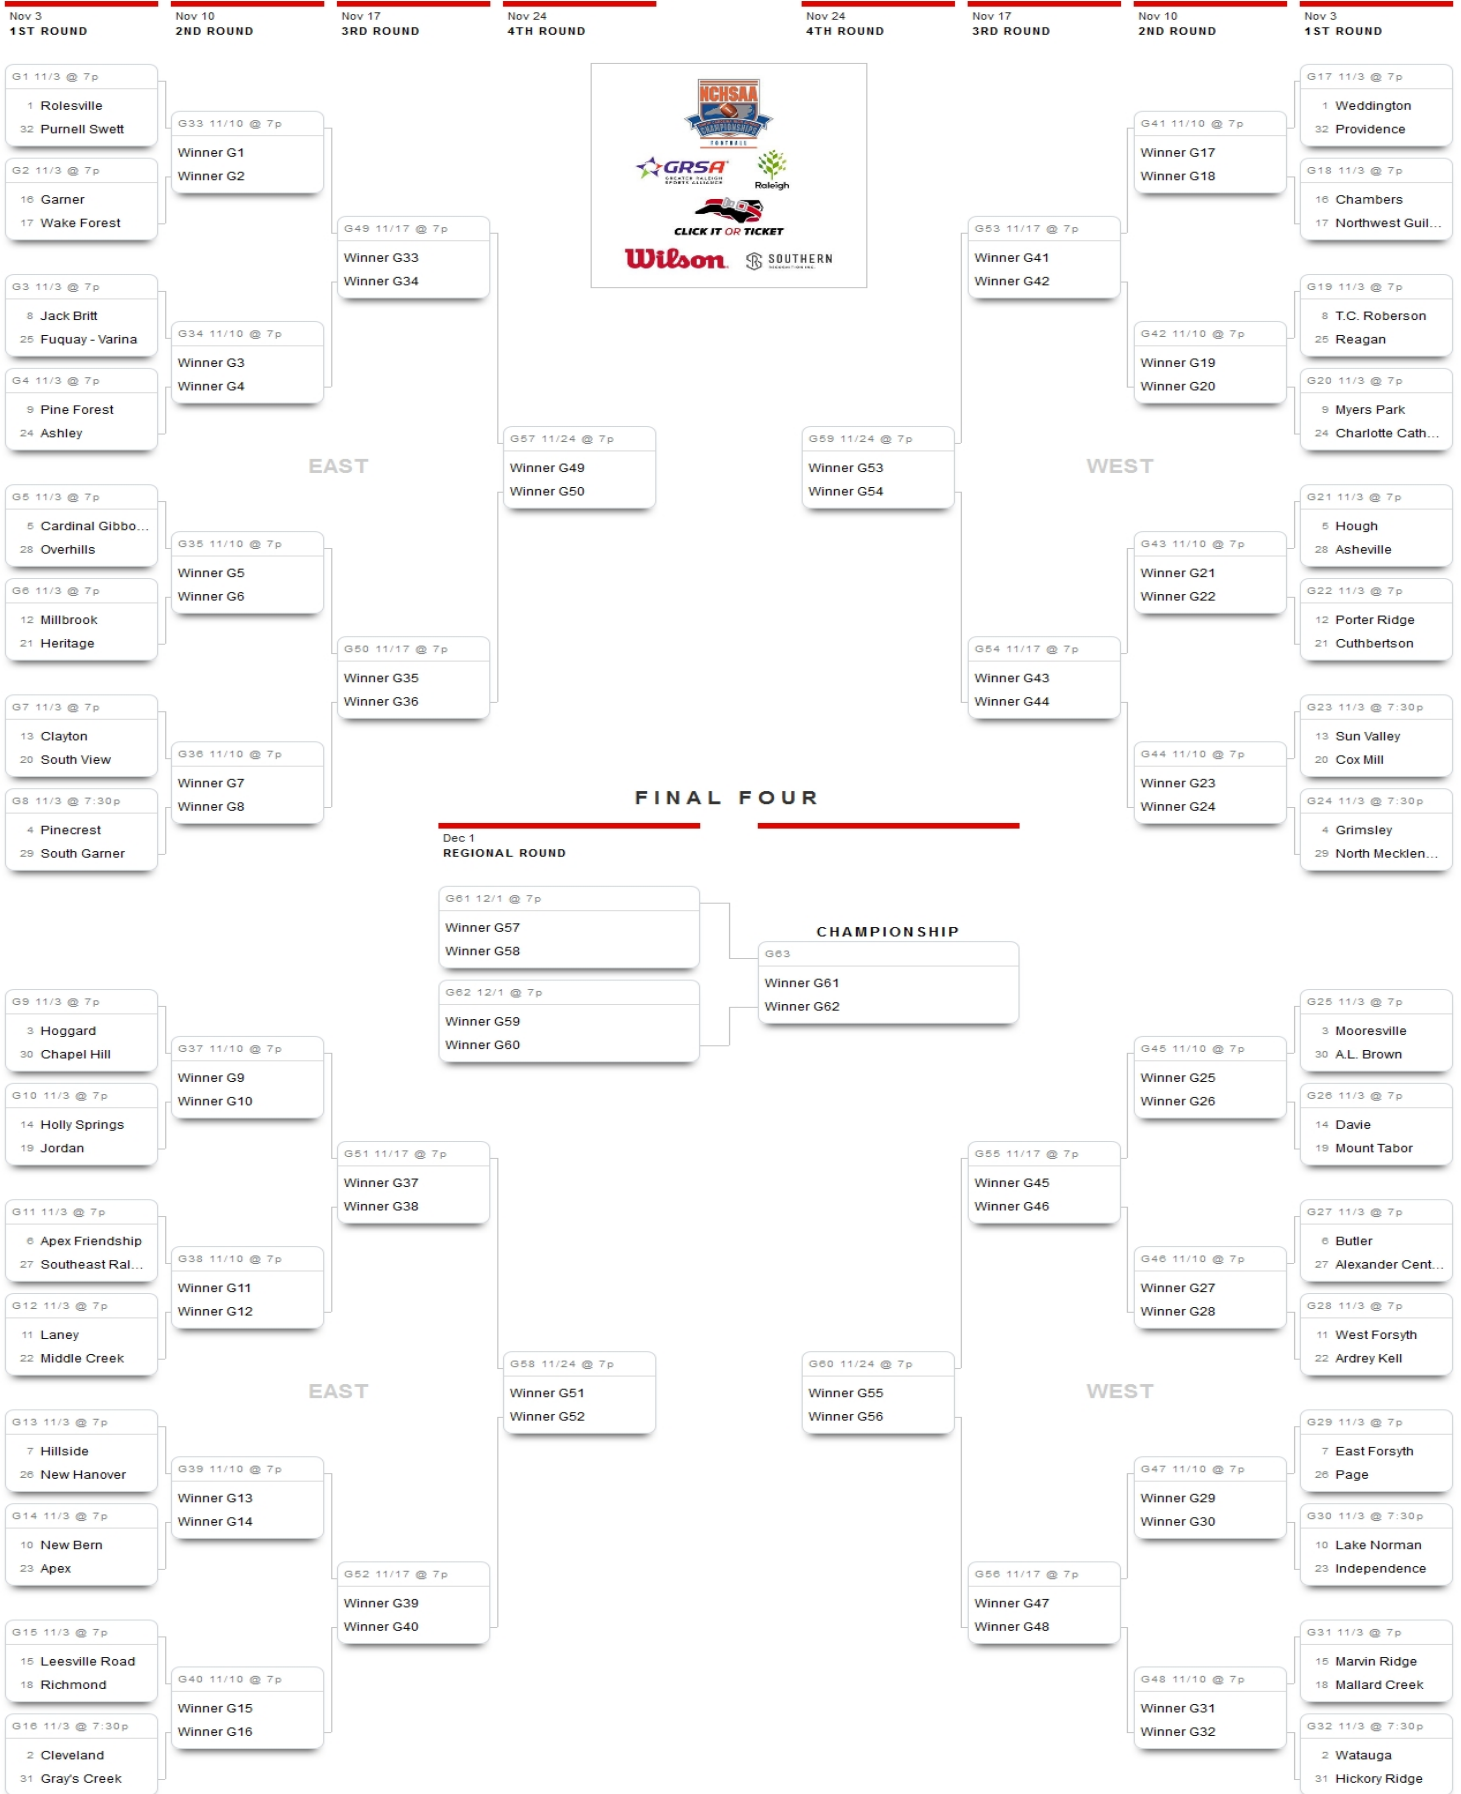 Nov 3
1ST ROUND
Nov 10
2ND ROUND
Nov 17
3RD ROUND
Nov 24
4TH ROUND
Nov 24
4TH ROUND
Nov 17
3RD ROUND
Nov 10
2ND ROUND
Nov 3
1ST ROUND
G1 11/3 @ 7p
1 Rolesville
32 Purnell Swett
G2 11/3 @ 7p
16 Garner
17 Wake Forest
G3 11/3 @ 7p
8 Jack Britt
25 Fuquay - Varina
G4 11/3 @ 7p
9 Pine Forest
24 Ashley
G5 11/3 @ 7p
5 Cardinal Gibbo...
28 Overhills
G6 11/3 @ 7p
12 Millbrook
21 Heritage
G7 11/3 @ 7p
13 Clayton
20 South View
G8 11/3 @ 7:30p
4 Pinecrest
29 South Garner
G33 11/10 @ 7p
Winner G1
Winner G2
G34 11/10 @ 7p
Winner G3
Winner G4
G35 11/10 @ 7p
Winner G5
Winner G6
G36 11/10 @ 7p
Winner G7
Winner G8
G49 11/17 @ 7p
Winner G33
Winner G34
EAST
G50 11/17 @ 7p
Winner G35
Winner G36
G57 11/24 @ 7p
Winner G49
Winner G50
NCHSAA
CHAMPIONSHIPS
FOOTBALL
GRSA
GREATER RALEIGH
SPORTS ALLIANCE
Raleigh
CLICK IT OR TICKET
Wilson
SOUTHERN
RECOGNITION INC.
G59 11/24 @ 7p
Winner G53
Winner G54
G53 11/17 @ 7p
Winner G41
Winner G42
WEST
G54 11/17 @ 7p
Winner G43
Winner G44
G41 11/10 @ 7p
Winner G17
Winner G18
G42 11/10 @ 7p
Winner G19
Winner G20
G43 11/10 @ 7p
Winner G21
Winner G22
G44 11/10 @ 7p
Winner G23
Winner G24
G17 11/3 @ 7p
1 Weddington
32 Providence
G18 11/3 @ 7p
16 Chambers
17 Northwest Guil...
G19 11/3 @ 7p
8 T.C. Roberson
25 Reagan
G20 11/3 @ 7p
9 Myers Park
24 Charlotte Cath...
G21 11/3 @ 7p
5 Hough
28 Asheville
G22 11/3 @ 7p
12 Porter Ridge
21 Cuthbertson
G23 11/3 @ 7:30p
13 Sun Valley
20 Cox Mill
G24 11/3 @ 7:30p
4 Grimsley
29 North Mecklen...
FINAL FOUR
Dec 1
REGIONAL ROUND
G61 12/1 @ 7p
Winner G57
Winner G58
G62 12/1 @ 7p
Winner G59
Winner G60
CHAMPIONSHIP
G63
Winner G61
Winner G62
G9 11/3 @ 7p
3 Hoggard
30 Chapel Hill
G10 11/3 @ 7p
14 Holly Springs
19 Jordan
G11 11/3 @ 7p
6 Apex Friendship
27 Southeast Ral...
G12 11/3 @ 7p
11 Laney
22 Middle Creek
G13 11/3 @ 7p
7 Hillside
26 New Hanover
G14 11/3 @ 7p
10 New Bern
23 Apex
G15 11/3 @ 7p
15 Leesville Road
18 Richmond
G16 11/3 @ 7:30p
2 Cleveland
31 Gray's Creek
G37 11/10 @ 7p
Winner G9
Winner G10
G38 11/10 @ 7p
Winner G11
Winner G12
G39 11/10 @ 7p
Winner G13
Winner G14
G40 11/10 @ 7p
Winner G15
Winner G16
G51 11/17 @ 7p
Winner G37
Winner G38
EAST
G52 11/17 @ 7p
Winner G39
Winner G40
G58 11/24 @ 7p
Winner G51
Winner G52
G60 11/24 @ 7p
Winner G55
Winner G56
G55 11/17 @ 7p
Winner G45
Winner G46
WEST
G56 11/17 @ 7p
Winner G47
Winner G48
G45 11/10 @ 7p
Winner G25
Winner G26
G46 11/10 @ 7p
Winner G27
Winner G28
G47 11/10 @ 7p
Winner G29
Winner G30
G48 11/10 @ 7p
Winner G31
Winner G32
G25 11/3 @ 7p
3 Mooresville
30 A.L. Brown
G26 11/3 @ 7p
14 Davie
19 Mount Tabor
G27 11/3 @ 7p
6 Butler
27 Alexander Cent...
G28 11/3 @ 7p
11 West Forsyth
22 Ardrey Kell
G29 11/3 @ 7p
7 East Forsyth
26 Page
G30 11/3 @ 7:30p
10 Lake Norman
23 Independence
G31 11/3 @ 7p
15 Marvin Ridge
18 Mallard Creek
G32 11/3 @ 7:30p
2 Watauga
31 Hickory Ridge